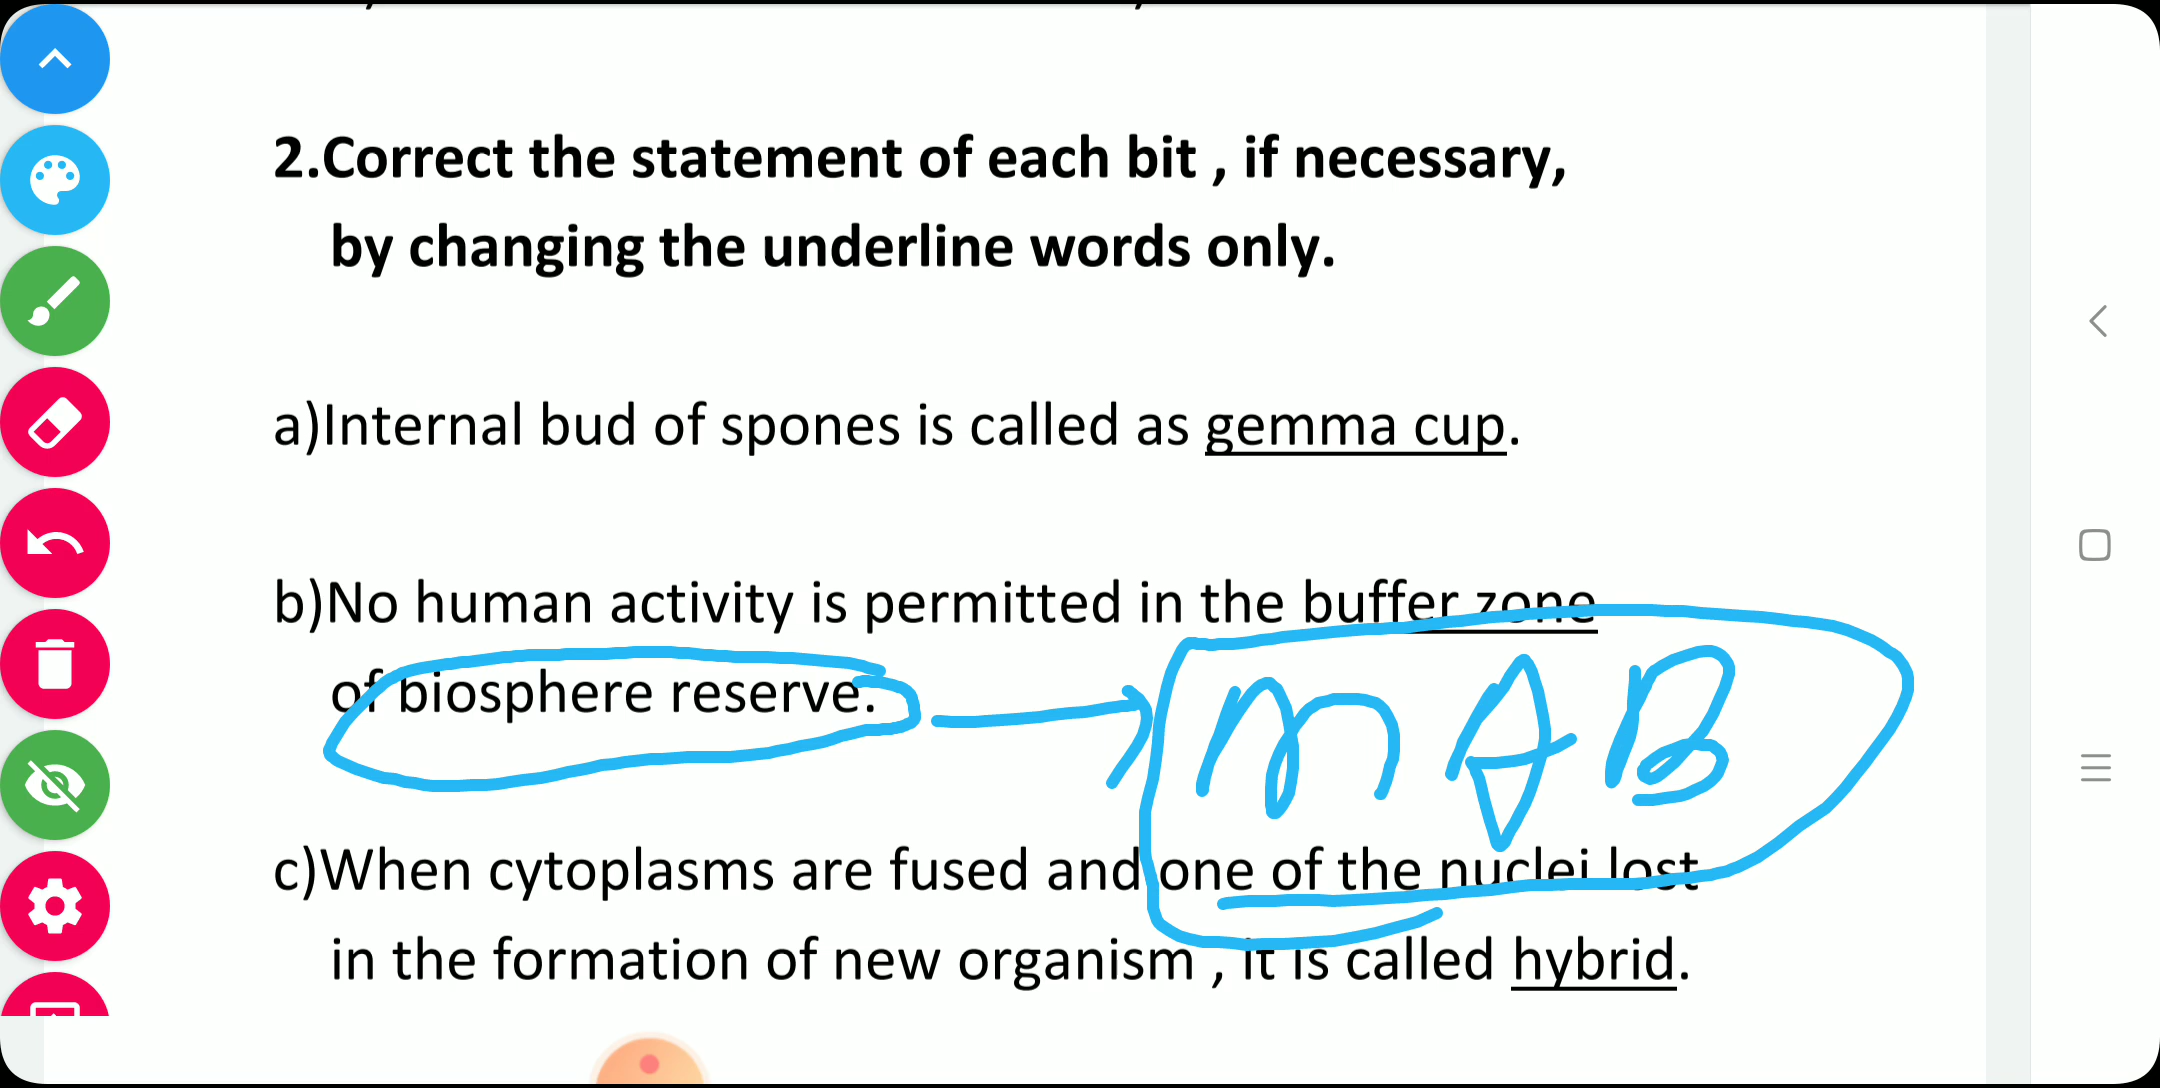 2.Correct the statement of each bit , if necessary,
by changing the underline words only.
a)Internal bud of spones is called as gemma cup.
b)No human activity is permitted in the buffer zone
of biosphere reserve.
MAB
c)When cytoplasms are fused and one of the nuclei lost
in the formation of new organism , it is called hybrid.